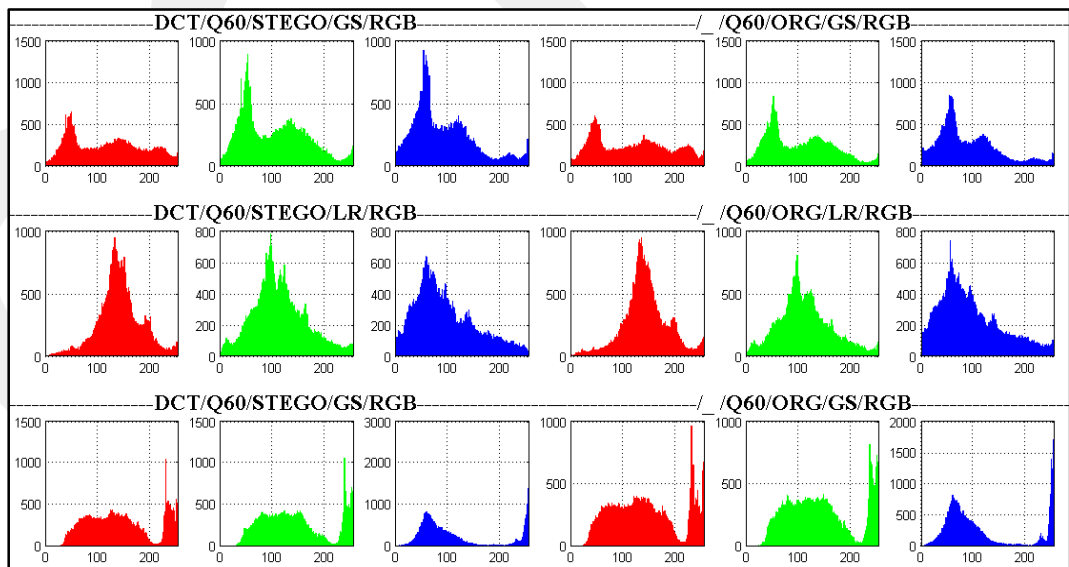 DCT/Q60/STEGO/GS/RGB /_ /Q60/ORG/GS/RGB
1500 1000 1000 1500 1500 1500
1000 1000 1000 1000
500 500 500 500 500 500
0 0 0 0 0 0
0 100 200 0 100 200 0 100 200 0 100 200 0 100 200 0 100 200
DCT/Q60/STEGO/LR/RGB /_ /Q60/ORG/LR/RGB
1000 800 800 1000 1000 800
600 600 600
500 400 400 500 500 400
200 200 200
0 0 0 0 0 0
0 100 200 0 100 200 0 100 200 0 100 200 0 100 200 0 100 200
DCT/Q60/STEGO/GS/RGB /_ /Q60/ORG/GS/RGB
1500 1500 3000 1000 1500 2000
1000 1000 2000 1000 1500
500 500 1000 500 500 1000
500
0 0 0 0 0 0
0 100 200 0 100 200 0 100 200 0 100 200 0 100 200 0 100 200